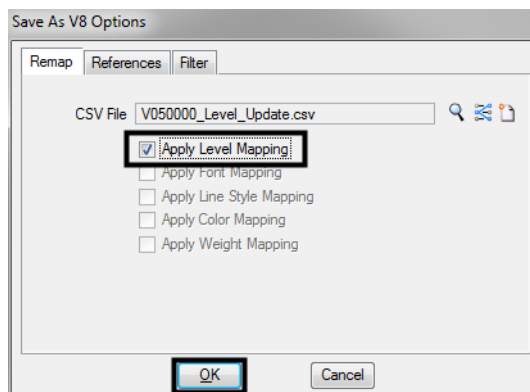 Save As V8 Options
Remap References Filter
CSV File V050000_Level_Update.csv
Apply Level Mapping
Apply Font Mapping
Apply Line Style Mapping
Apply Color Mapping
Apply Weight Mapping
OK Cancel